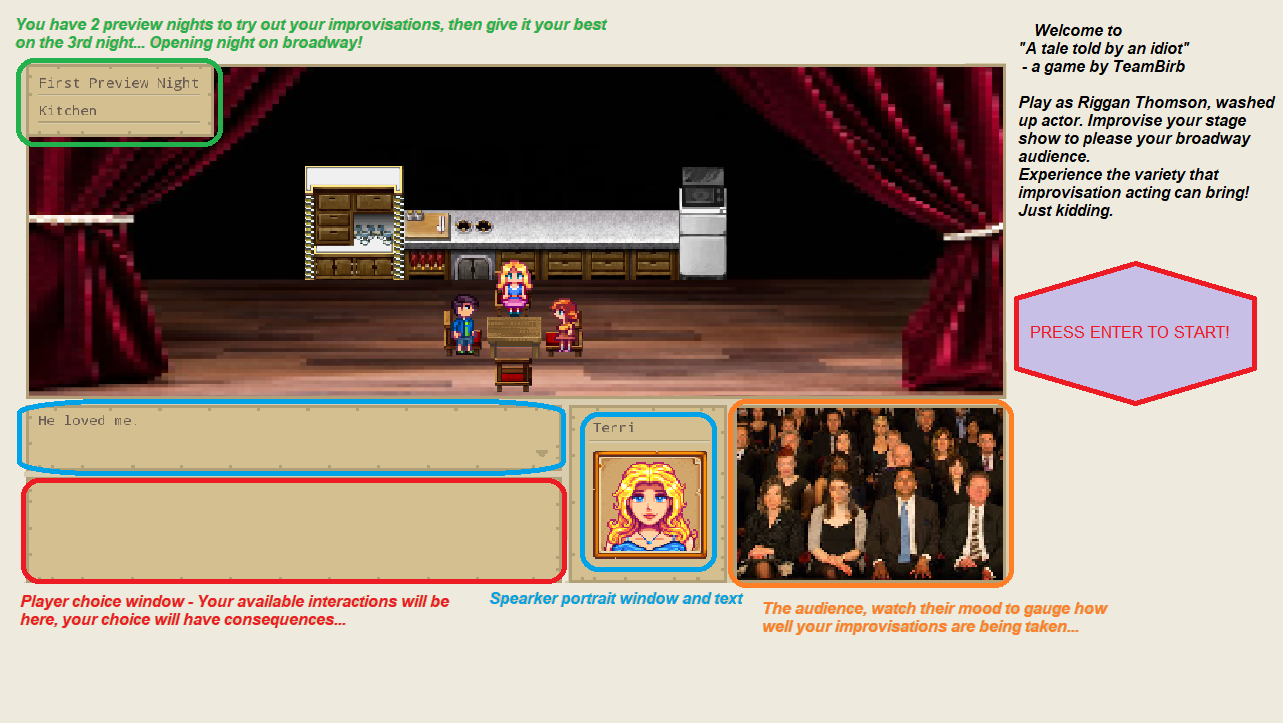 You have 2 preview nights to try out your improvisations, then give it your best
on the 3rd night... Opening night on broadway!
First Preview Night
Kitchen
Welcome to
"A tale told by an idiot"
- a game by TeamBirb
Play as Riggan Thomson, washed
up actor. Improvise your stage
show to please your broadway
audience.
Experience the variety that
improvisation acting can bring!
Just kidding.
PRESS ENTER TO START!
He loved me.
Terri
Player choice window - Your available interactions will be
here, your choice will have consequences...
Spearker portrait window and text
The audience, watch their mood to gauge how
well your improvisations are being taken...